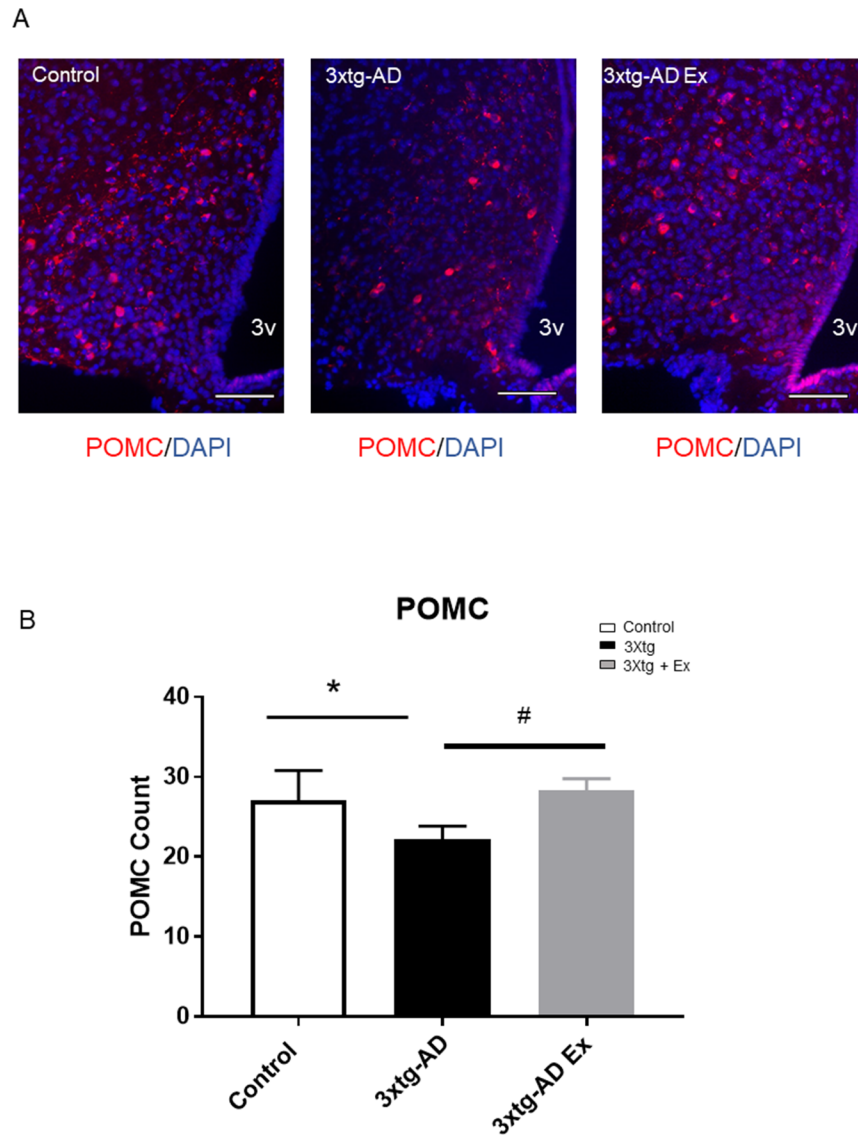 A
Control
3xtg-AD
3xtg-AD Ex
3v
3v
3v
POMC/DAPI
POMC/DAPI
POMC/DAPI
B
POMC
Control
3Xtg
3Xtg + Ex
*
#
40
30
20
10
0
POMC Count
Control
3xtg-AD
3xtg-AD Ex